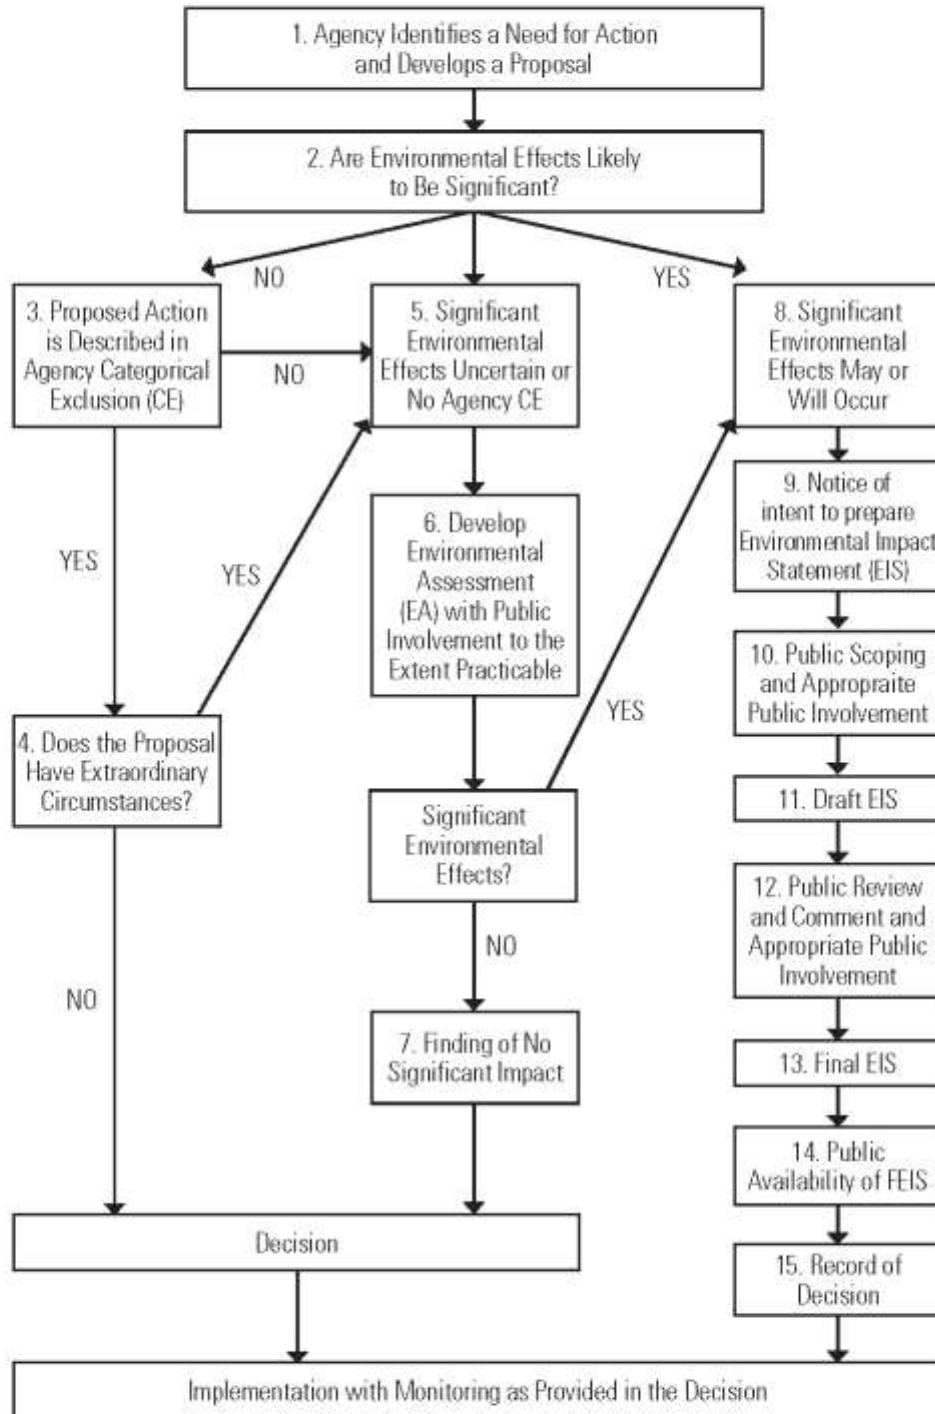 1. Agency Identifies a Need for Action
and Develops a Proposal
2. Are Environmental Effects Likely
to Be Significant?
NO
YES
3. Proposed Action
is Described in
Agency Categorical
Exclusion (CE)
NO
5. Significant
Environmental
Effects Uncertain or
No Agency CE
8. Significant
Environmental
Effects May or
Will Occur
YES
YES
6. Develop
Environmental
Assessment
(EA) with Public
Involvement to the
Extent Practicable
YES
9. Notice of
intent to prepare
Environmental Impact
Statement (EIS)
10. Public Scoping
and Appropraite
Public Involvement
4. Does the Proposal
Have Extraordinary
Circumstances?
Significant
Environmental
Effects?
11. Draft EIS
12. Public Review
and Comment and
Appropriate Public
Involvement
NO
NO
7. Finding of No
Significant Impact
13. Final EIS
14. Public
Availability of FEIS
Decision
15. Record of
Decision
Implementation with Monitoring as Provided in the Decision